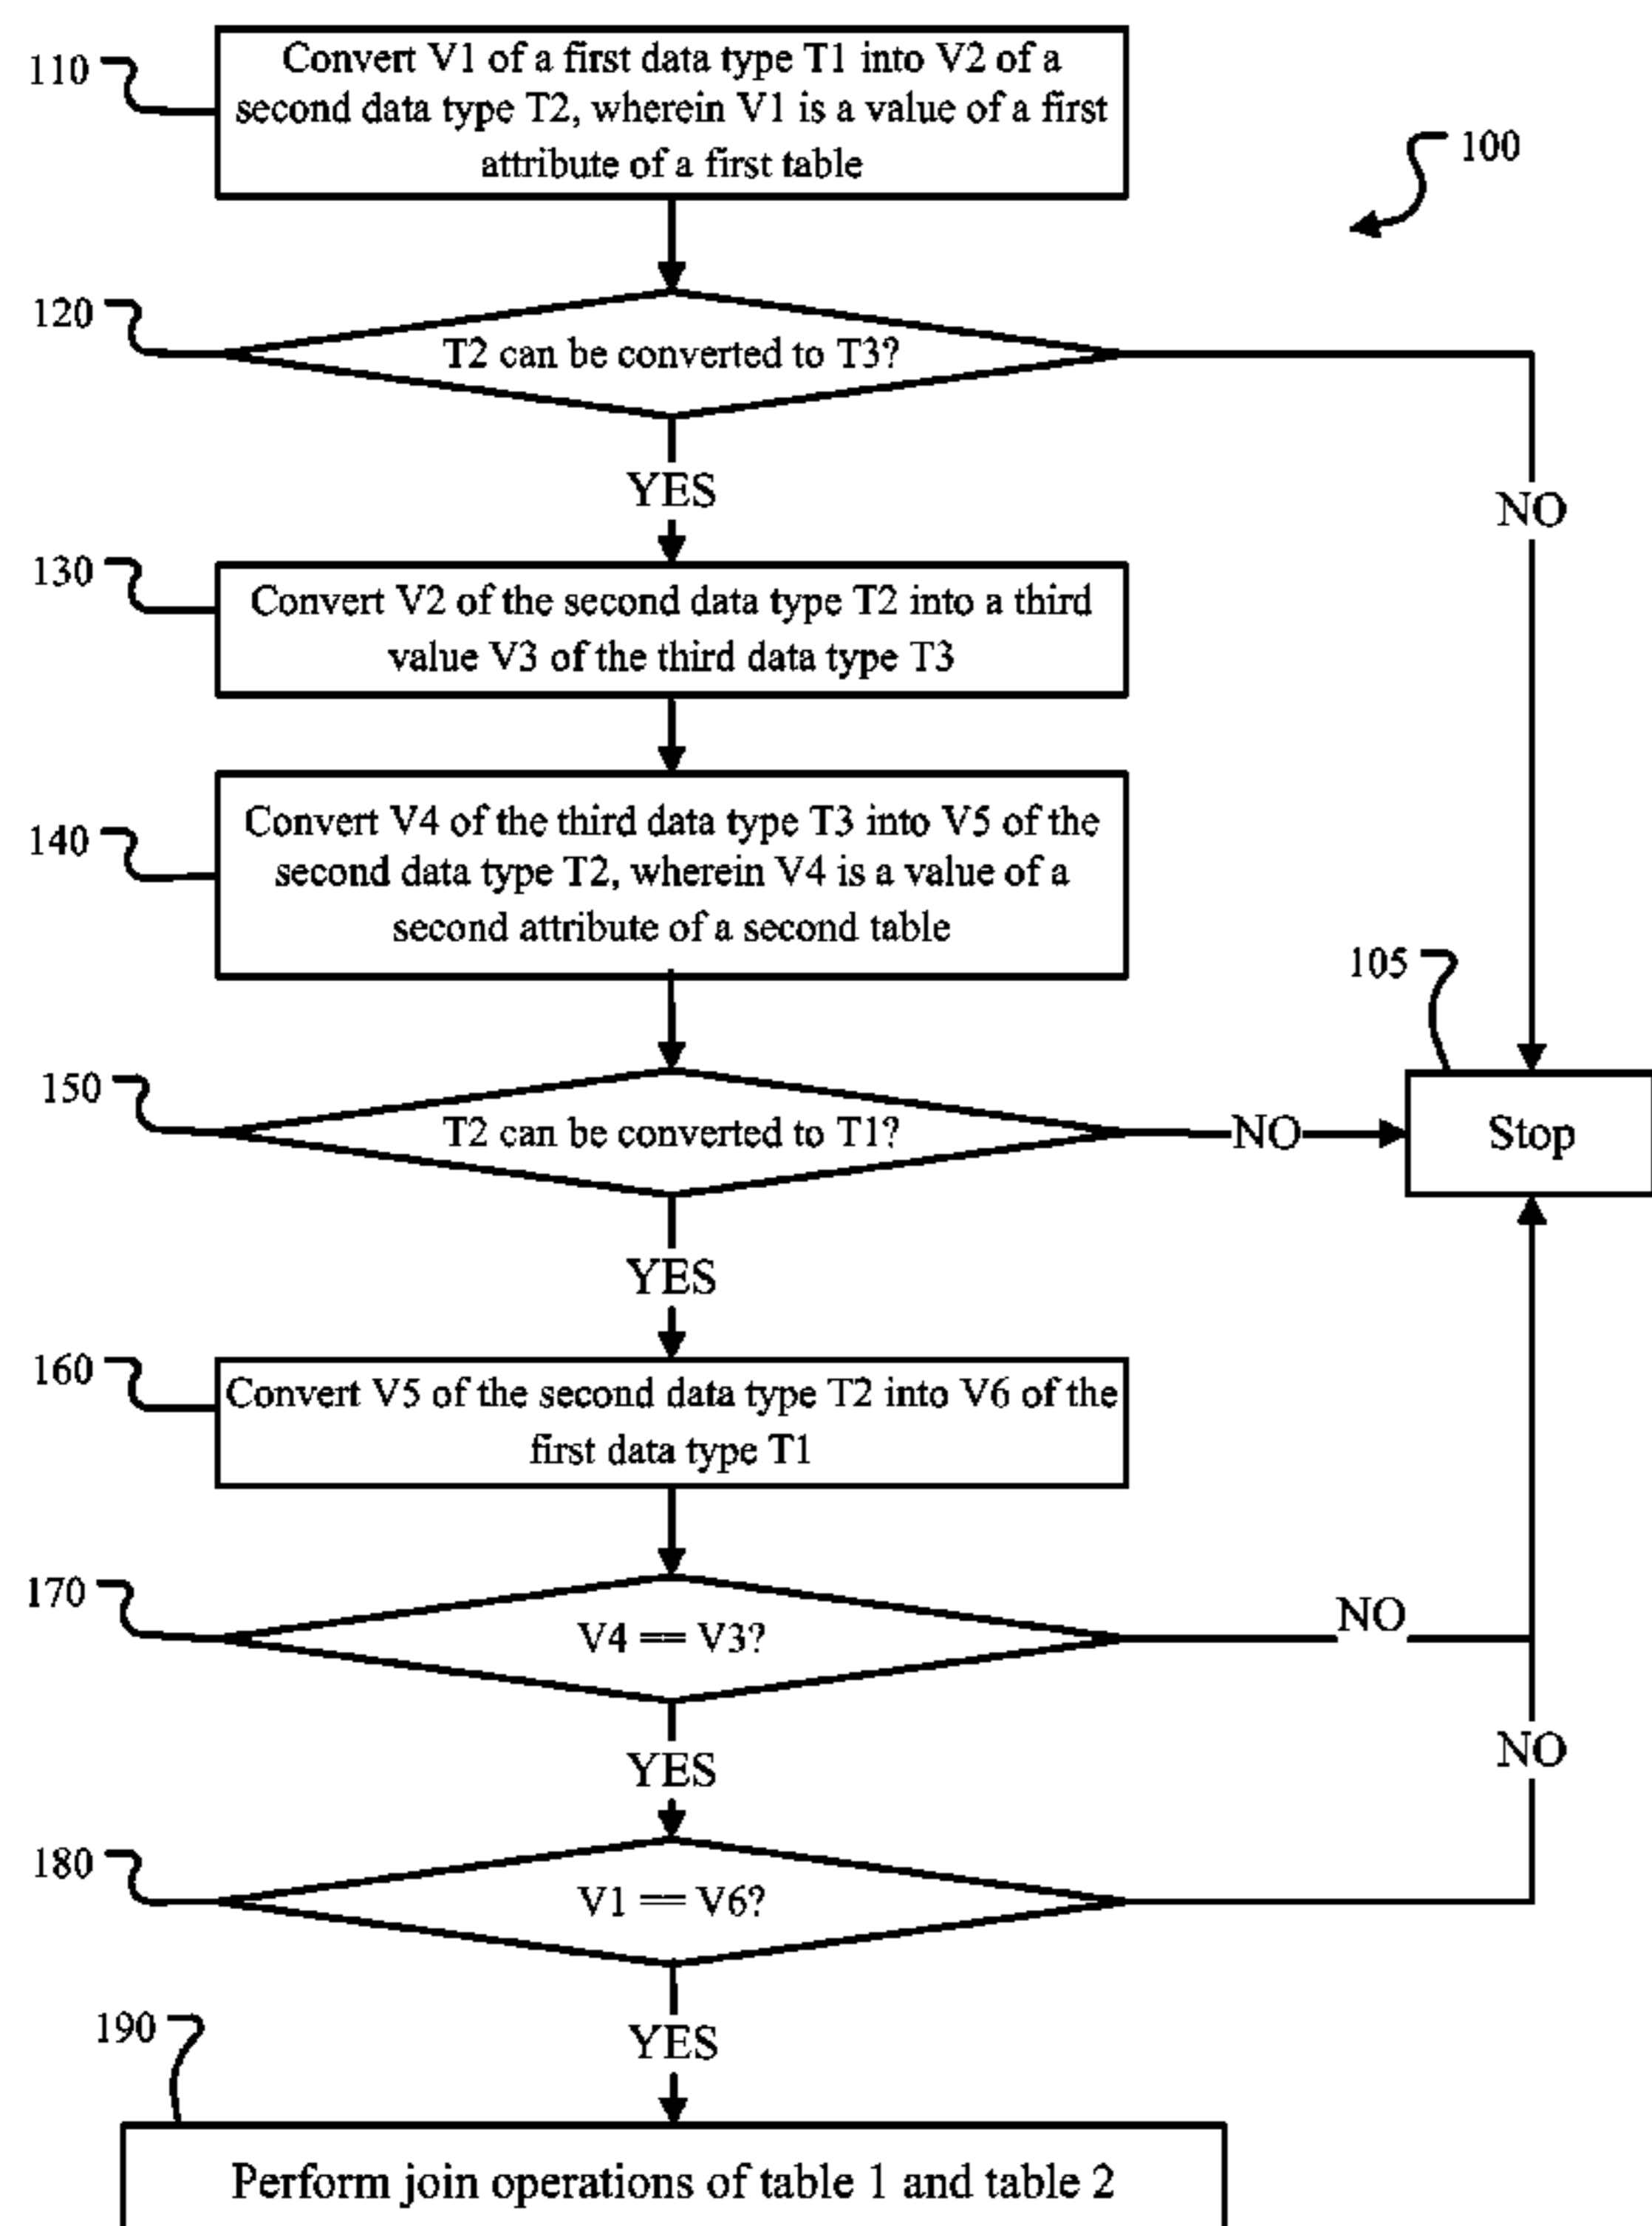 110
Convert V1 of a first data type T1 into V2 of a
second data type T2, wherein V1 is a value of a first
attribute of a first table
100
120
T2 can be converted to T3?
YES
NO
130
Convert V2 of the second data type T2 into a third
value V3 of the third data type T3
140
Convert V4 of the third data type T3 into V5 of the
second data type T2, wherein V4 is a value of a
second attribute of a second table
105
150
T2 can be converted to T1?
NO
Stop
YES
160
Convert V5 of the second data type T2 into V6 of the
first data type T1
170
V4 == V3?
NO
YES
NO
180
V1 == V6?
YES
190
Perform join operations of table 1 and table 2